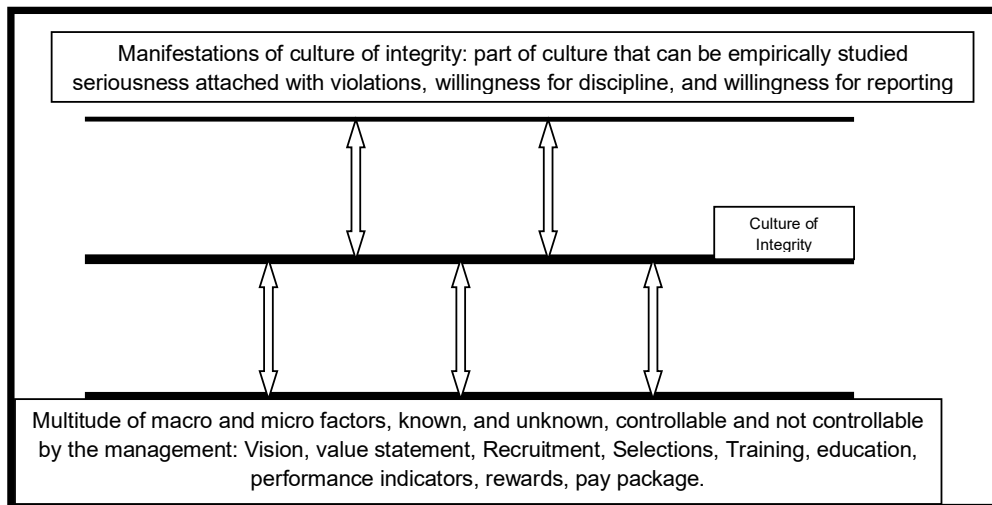 Manifestations of culture of integrity: part of culture that can be empirically studied
seriousness attached with violations, willingness for discipline, and willingness for reporting
Culture of
Integrity
Multitude of macro and micro factors, known, and unknown, controllable and not controllable
by the management: Vision, value statement, Recruitment, Selections, Training, education,
performance indicators, rewards, pay package.